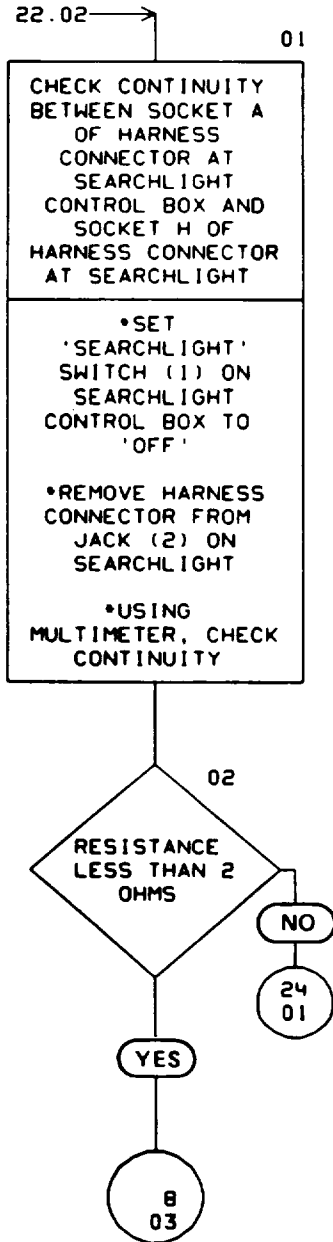 22.02
01
CHECK CONTINUITY
BETWEEN SOCKET A
OF HARNESS
CONNECTOR AT
SEARCHLIGHT
CONTROL BOX AND
SOCKET H OF
HARNESS CONNECTOR
AT SEARCHLIGHT
•SET
'SEARCHLIGHT'
SWITCH (1) ON
SEARCHLIGHT
CONTROL BOX TO
'OFF'
•REMOVE HARNESS
CONNECTOR FROM
JACK (2) ON
SEARCHLIGHT
•USING
MULTIMETER, CHECK
CONTINUITY
02
RESISTANCE
LESS THAN 2
OHMS
NO
24
01
YES
8
03